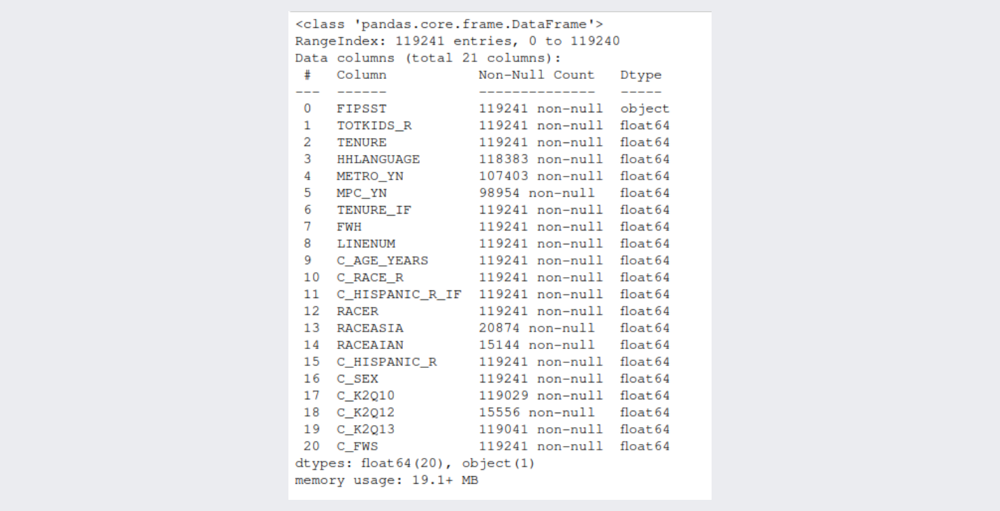 <class 'pandas.core.frame.DataFrame'>
RangeIndex: 119241 entries, 0 to 119240
Data columns (total 21 columns):
 #   Column          Non-Null Count   Dtype
---  ------          --------------   -----
 0   FIPSST          119241 non-null  object
 1   TOTKIDS_R       119241 non-null  float64
 2   TENURE          119241 non-null  float64
 3   HHLANGUAGE      118383 non-null  float64
 4   METRO_YN        107403 non-null  float64
 5   MPC_YN          98954 non-null   float64
 6   TENURE_IF       119241 non-null  float64
 7   FWH             119241 non-null  float64
 8   LINENUM         119241 non-null  float64
 9   C_AGE_YEARS     119241 non-null  float64
 10  C_RACE_R        119241 non-null  float64
 11  C_HISPANIC_R_IF 119241 non-null  float64
 12  RACER           119241 non-null  float64
 13  RACEASIA        20874 non-null   float64
 14  RACEAIAN        15144 non-null   float64
 15  C_HISPANIC_R    119241 non-null  float64
 16  C_SEX           119241 non-null  float64
 17  C_K2Q10         119029 non-null  float64
 18  C_K2Q12         15556 non-null   float64
 19  C_K2Q13         119041 non-null  float64
 20  C_FWS           119241 non-null  float64
dtypes: float64(20), object(1)
memory usage: 19.1+ MB